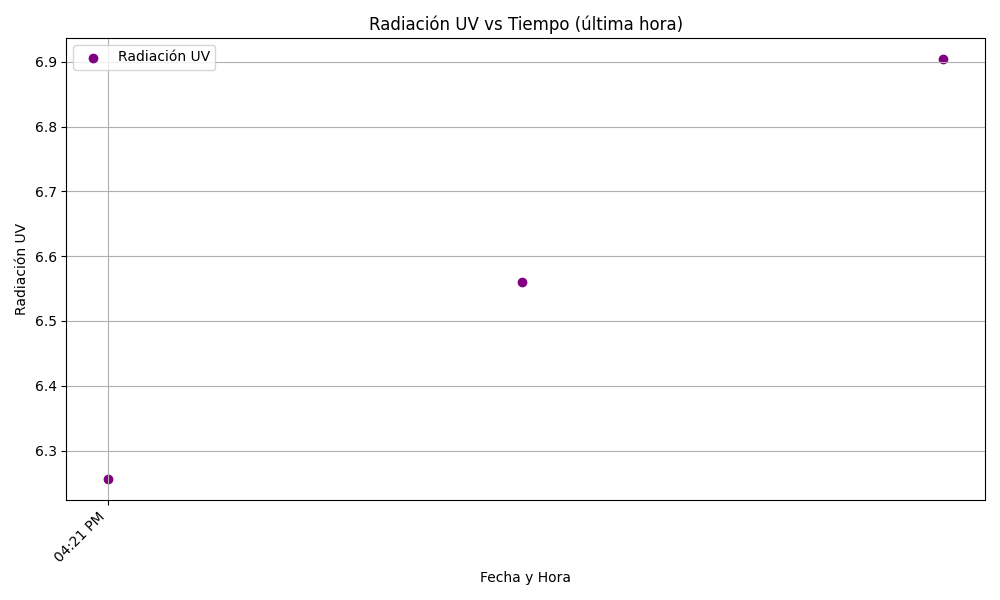 Radiación UV vs Tiempo (última hora)
Radiación UV
6.9
6.8
6.7
6.6
6.5
6.4
6.3
Radiación UV
04:21 PM
Fecha y Hora